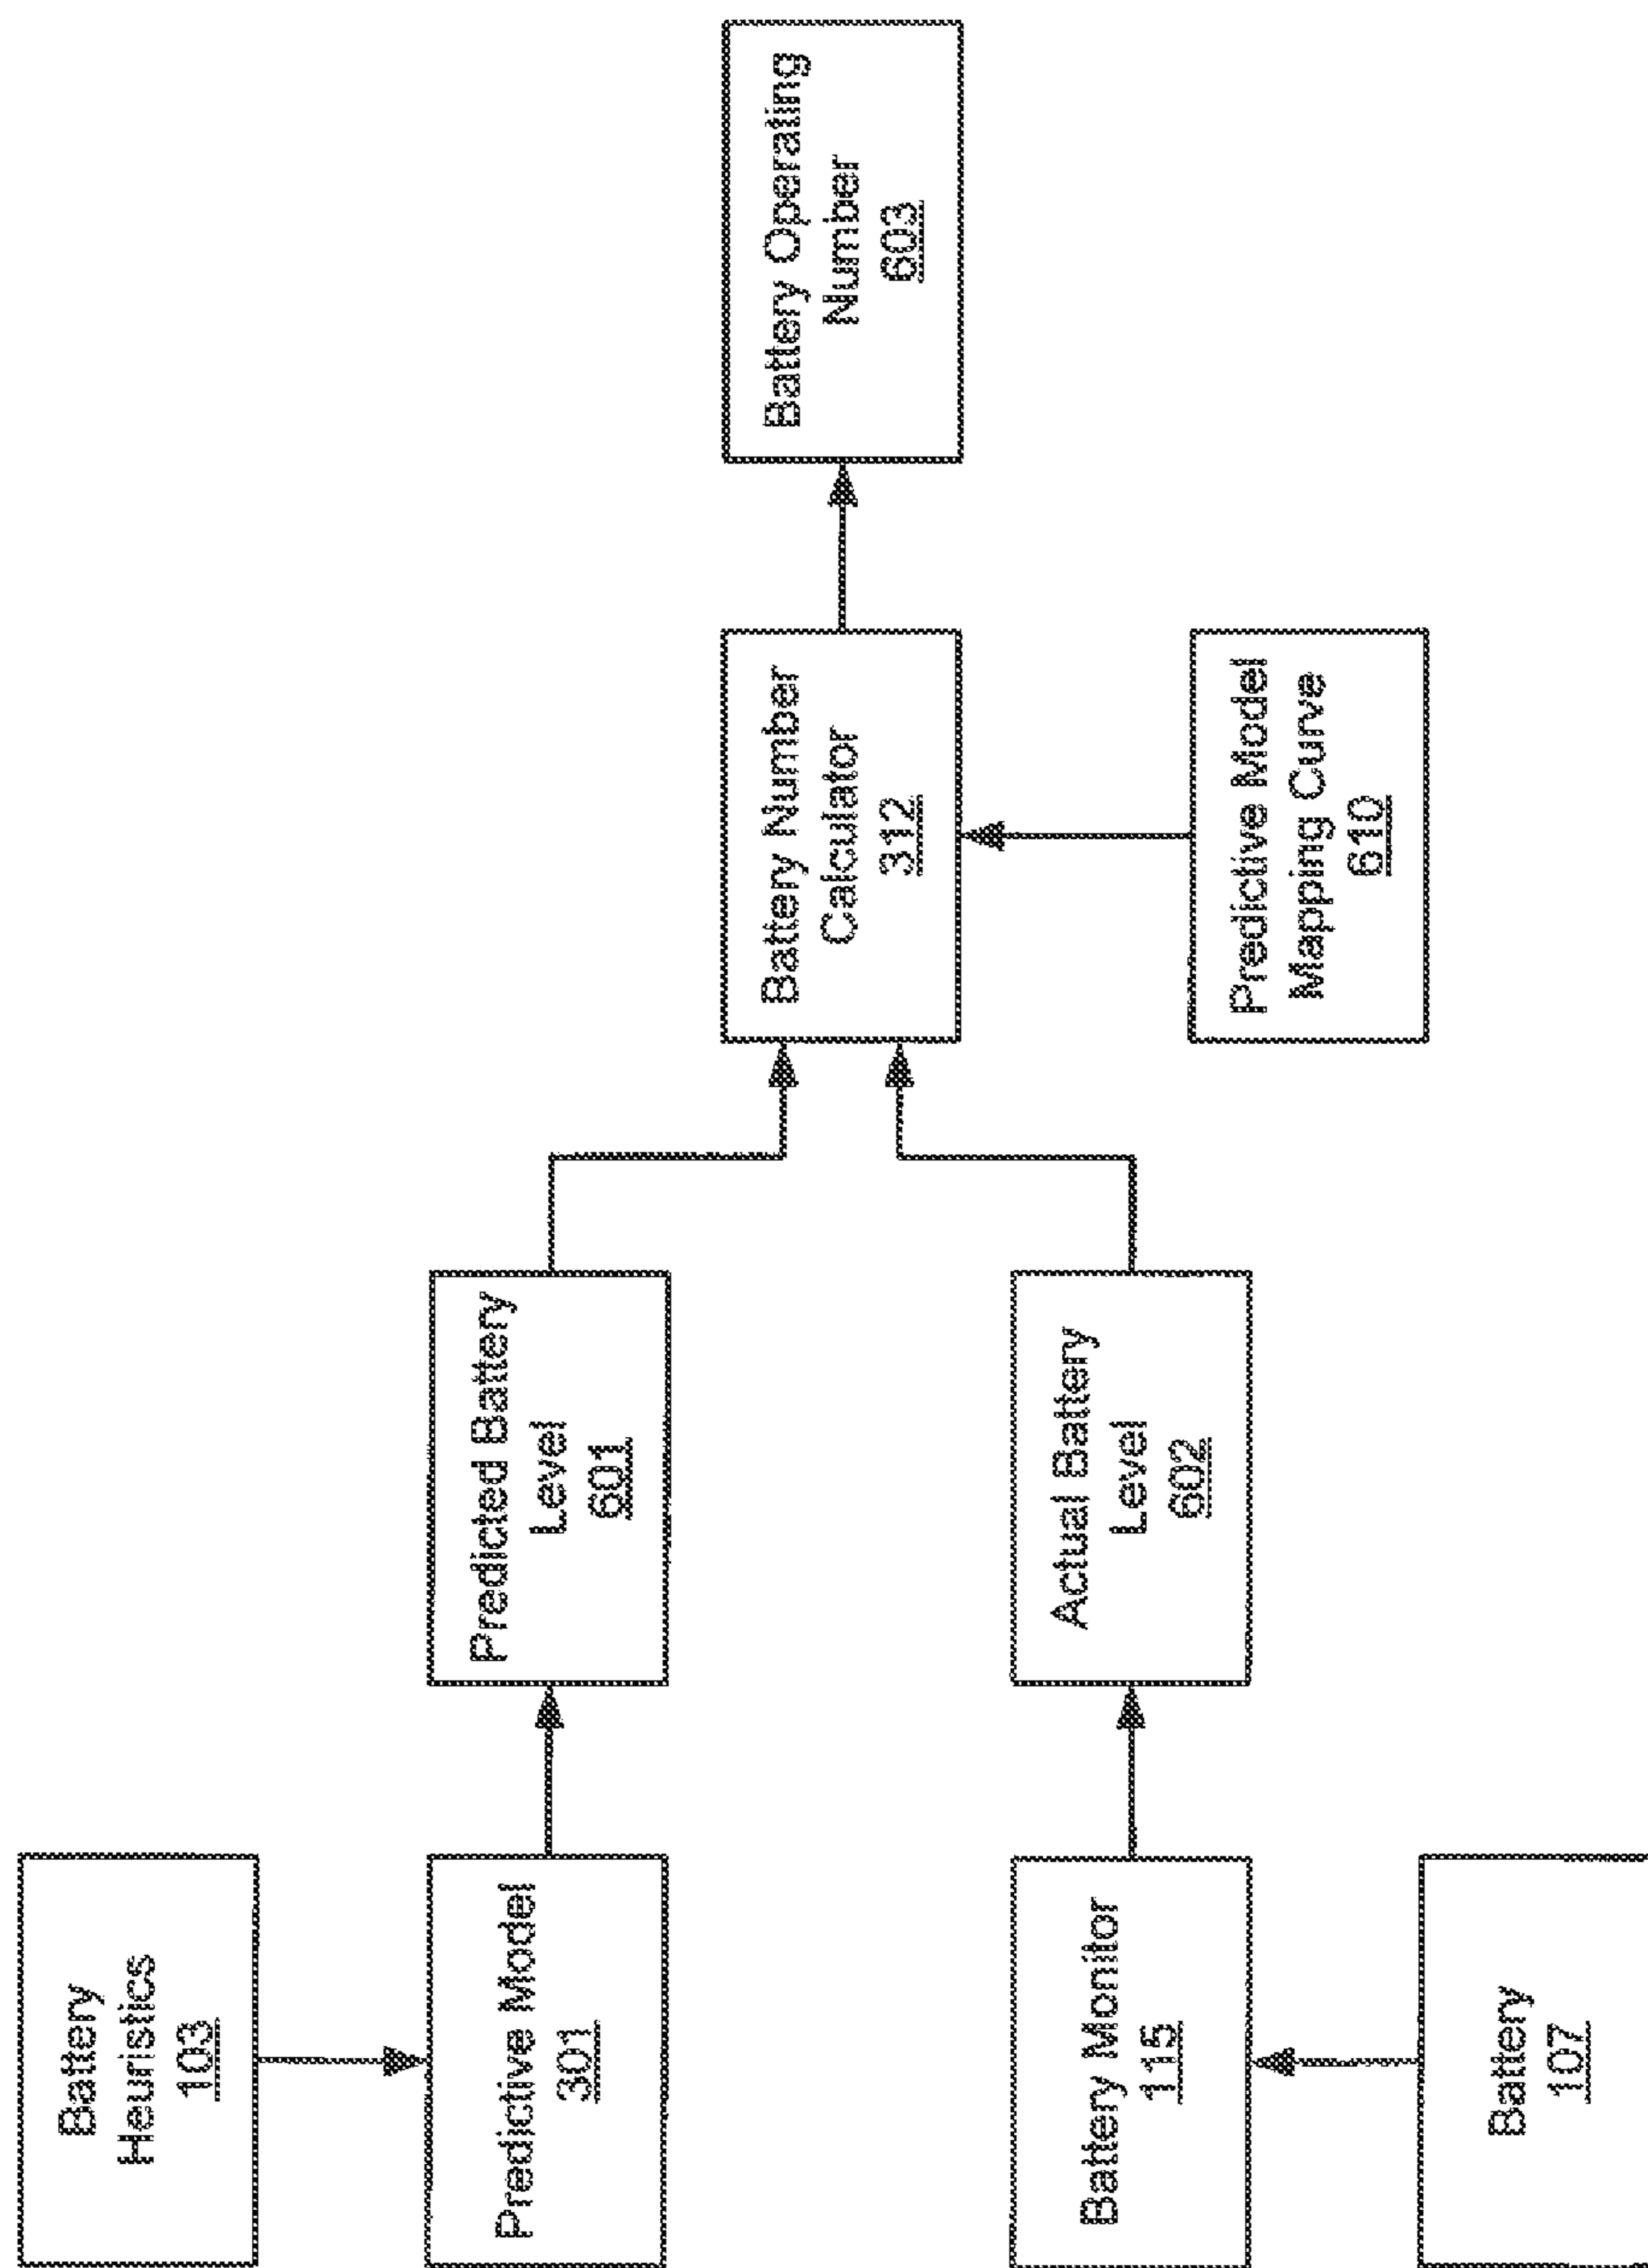 Battery
Heuristics
103
Predictive Model
301
Predicted Battery
Level
601
Battery Monitor
115
Actual Battery
Level
602
Battery
107
Battery Number
Calculator
312
Predictive Model
Mapping Curve
610
Battery Operating
Number
603